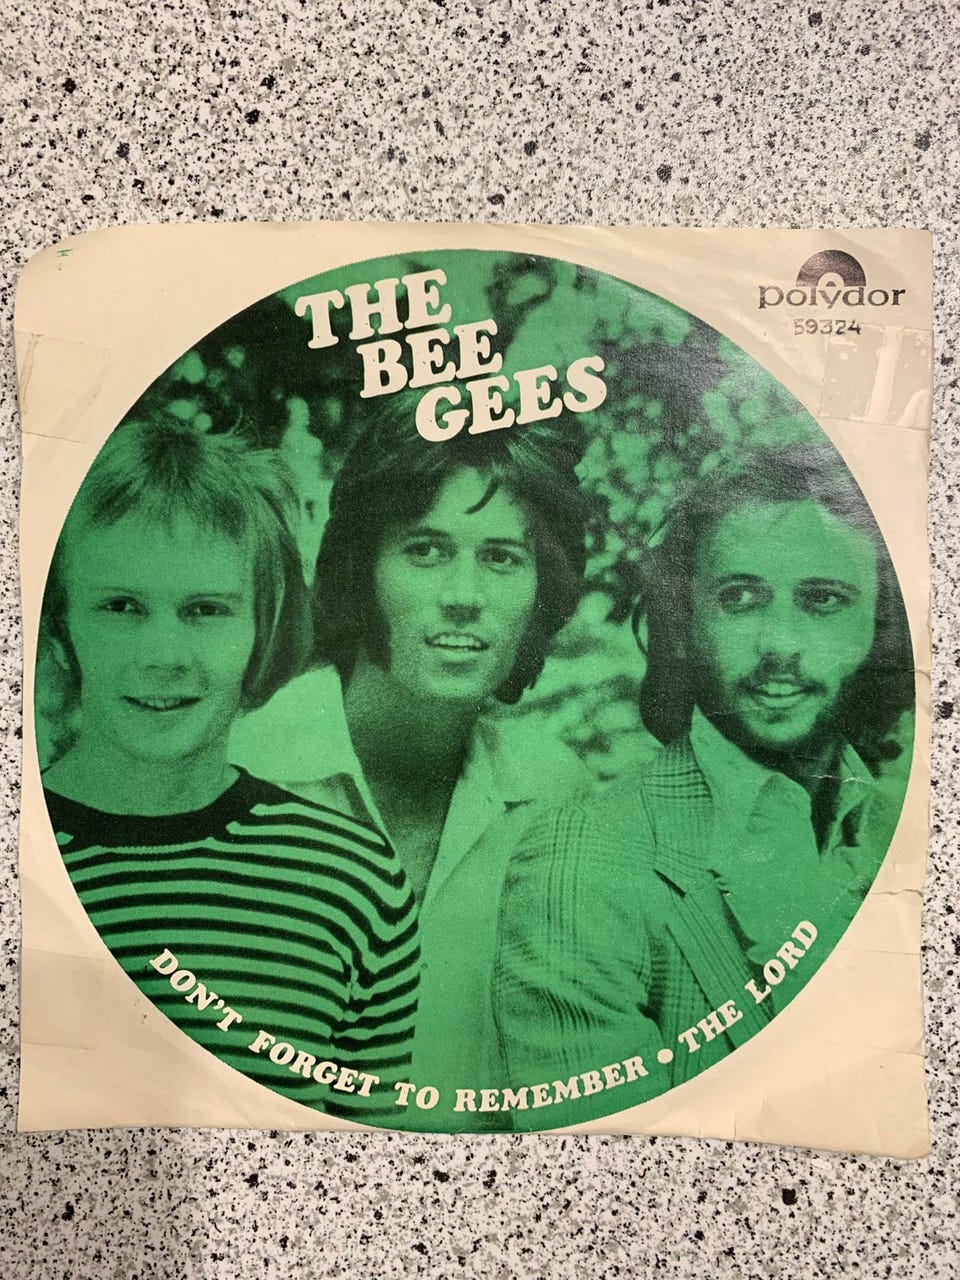 THE
BEE
GEES
polydor
59324
DON'T FORGET TO REMEMBER • THE LORD